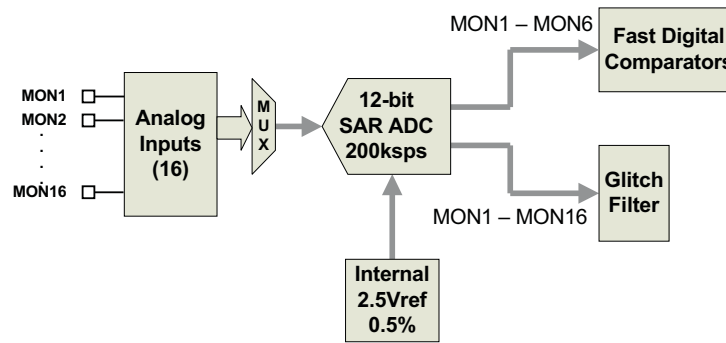 MON1 – MON6
Fast Digital
Comparators
MON1
MON2
MON16
Analog
Inputs
(16)
M
U
X
12-bit
SAR ADC
200ksps
MON1 – MON16
Glitch
Filter
Internal
2.5Vref
0.5%